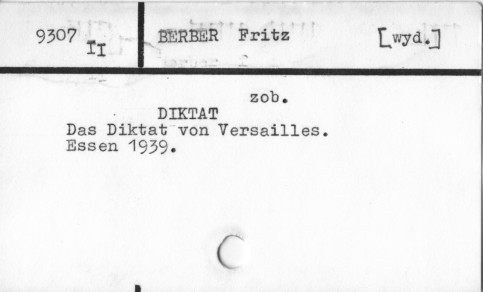 9307 II BERBER Fritz [wyd.]
zob.
DIKTAT
Das Diktat von Versailles.
Essen 1939.